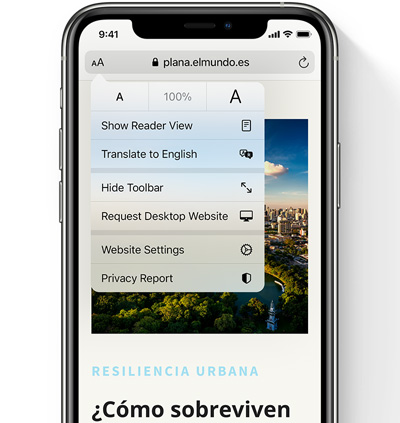 9:41
AA plana.elmundo.es
A 100% A
Show Reader View
Translate to English
Hide Toolbar
Request Desktop Website
Website Settings
Privacy Report
RESILIENCIA URBANA
¿Cómo sobreviven